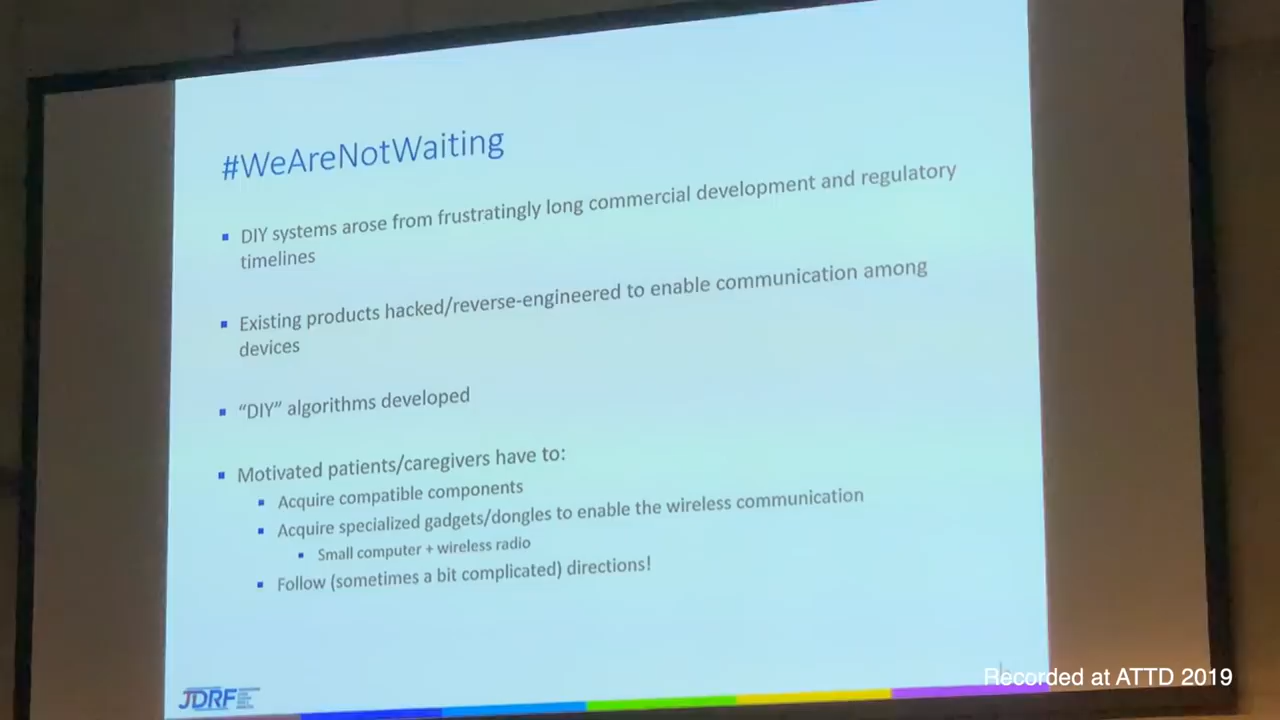 #WeAreNotWaiting
▪ DIY systems arose from frustratingly long commercial development and regulatory
timelines
▪ Existing products hacked/reverse-engineered to enable communication among
devices
▪ “DIY” algorithms developed
▪ Motivated patients/caregivers have to:
▪ Acquire compatible components
▪ Acquire specialized gadgets/dongles to enable the wireless communication
▪ Small computer + wireless radio
▪ Follow (sometimes a bit complicated) directions!
JDRF
Recorded at ATTD 2019